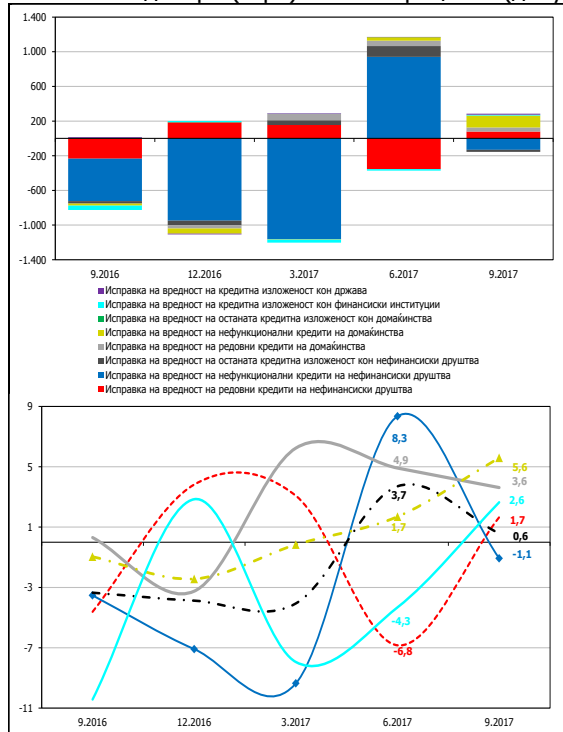 1.400
1.000
600
200
-200
-600
-1.000
-1.400
9.2016 12.2016 3.2017 6.2017 9.2017
Исправка на вредност на кредитна изложеност кон држава
Исправка на вредност на кредитна изложеност кон финансиски институции
Исправка на вредност на останата кредитна изложеност кон домаќинства
Исправка на вредност на нефункционални кредити на домаќинства
Исправка на вредност на редовни кредити на домаќинства
Исправка на вредност на останата кредитна изложеност кон нефинансиски друштва
Исправка на вредност на нефункционални кредити на нефинансиски друштва
Исправка на вредност на редовни кредити на нефинансиски друштва
9
5
1
-3
-7
-11
8,3
4,9
3,7
1,7
-4,3
-6,8
5,6
3,6
2,6
1,7
0,6
-1,1
9.2016 12.2016 3.2017 6.2017 9.2017